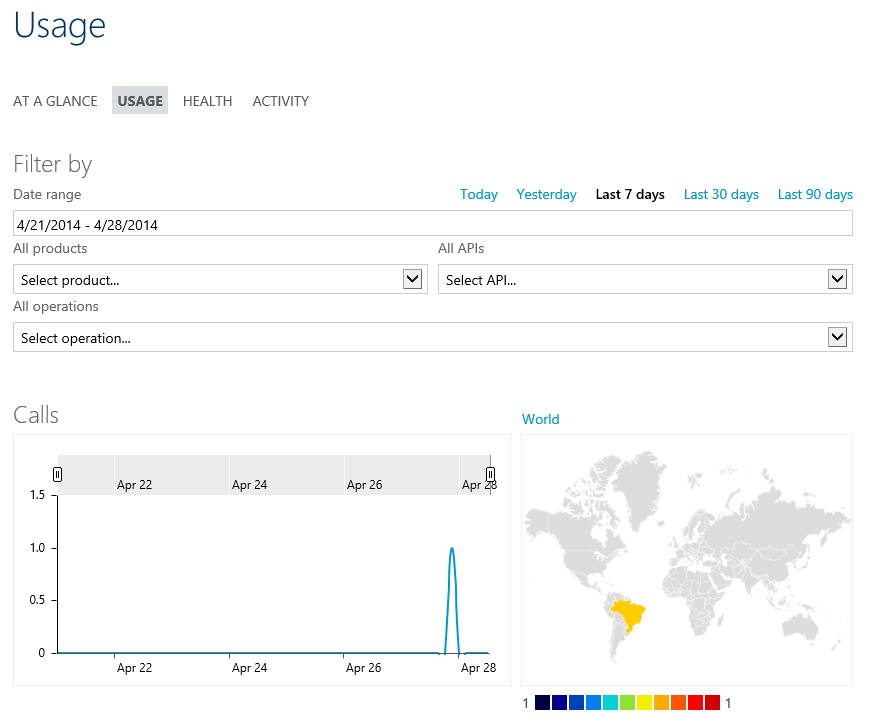 Usage
AT A GLANCE USAGE HEALTH ACTIVITY
Filter by
Date range Today Yesterday Last 7 days Last 30 days Last 90 days
4/21/2014 - 4/28/2014
All products All APIs
Select product... Select API...
All operations
Select operation...
Calls World
Apr 22 Apr 24 Apr 26 Apr 28
1.5
1.0
0.5
0
Apr 22 Apr 24 Apr 26 Apr 28
1 1